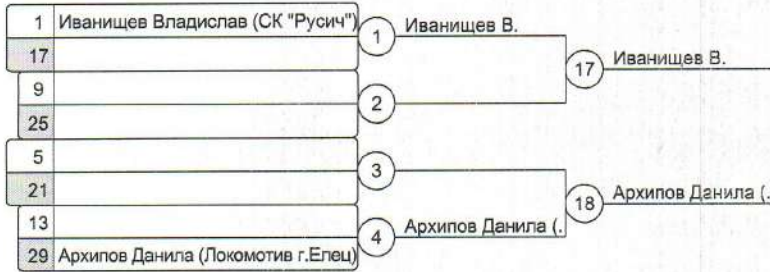 1 Иванищев Владислав (СК "Русич")
17
1 Иванищев В.
9
25
2
17 Иванищев В.
5
21
3
13
29 Архипов Данила (Локомотив г.Елец)
4 Архипов Данила (.
18 Архипов Данила (.